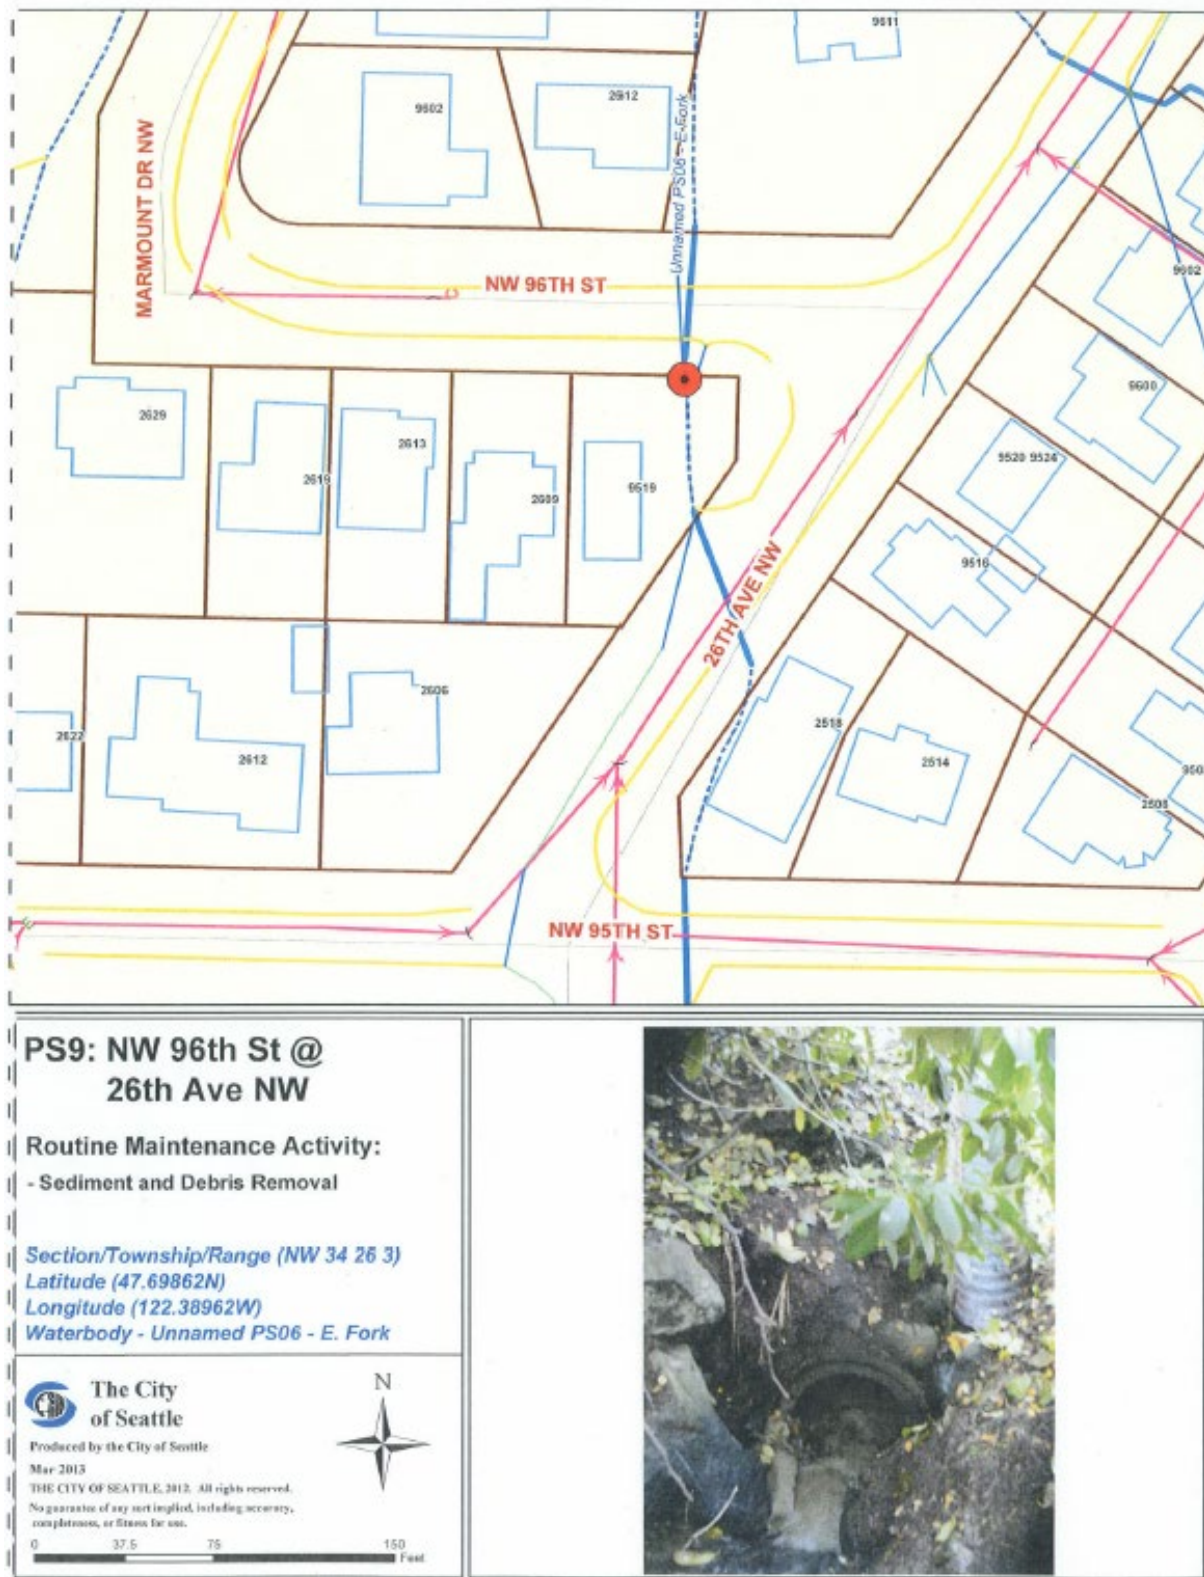 9611
9602
2612
Unnamed PS06 - E. Fork
MARMOUNT DR NW
NW 96TH ST
9602
2629
2619
2613
2609
9519
9600
9520 9524
9516
26TH AVE NW
2622
2612
2606
2518
2514
2508
NW 95TH ST
PS9: NW 96th St @
26th Ave NW
Routine Maintenance Activity:
- Sediment and Debris Removal
Section/Township/Range (NW 34 26 3)
Latitude (47.69862N)
Longitude (122.38962W)
Waterbody - Unnamed PS06 - E. Fork
The City
of Seattle
N
Produced by the City of Seattle
Mar 2013
THE CITY OF SEATTLE, 2012. All rights reserved.
No guarantee of any sort implied, including accuracy,
completeness, or fitness for use.
0 37.5 75 150
Feet